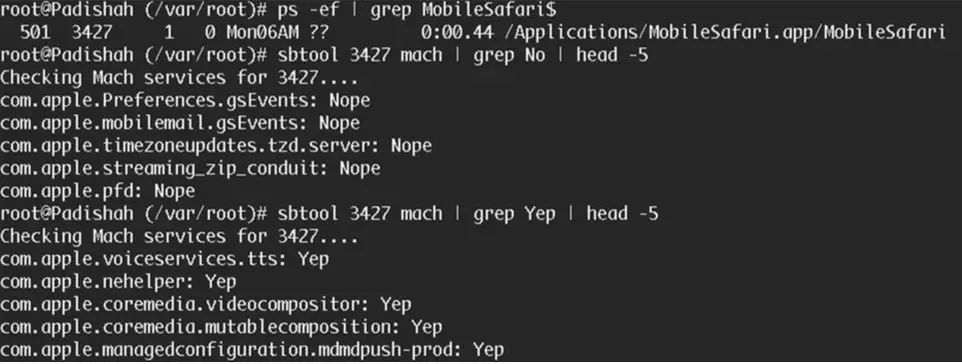 root@Padishah (/var/root)# ps -ef | grep MobileSafari$
501 3427 1 0 Mon06AM ?? 0:00.44 /Applications/MobileSafari.app/MobileSafari
root@Padishah (/var/root)# sbtool 3427 mach | grep No | head -5
Checking Mach services for 3427....
com.apple.Preferences.gsEvents: Nope
com.apple.mobilemail.gsEvents: Nope
com.apple.timezoneupdates.tzd.server: Nope
com.apple.streaming_zip_conduit: Nope
com.apple.pfd: Nope
root@Padishah (/var/root)# sbtool 3427 mach | grep Yep | head -5
Checking Mach services for 3427....
com.apple.voiceservices.tts: Yep
com.apple.nehelper: Yep
com.apple.coremedia.videocompositor: Yep
com.apple.coremedia.mutablecomposition: Yep
com.apple.managedconfiguration.mdmdpush-prod: Yep